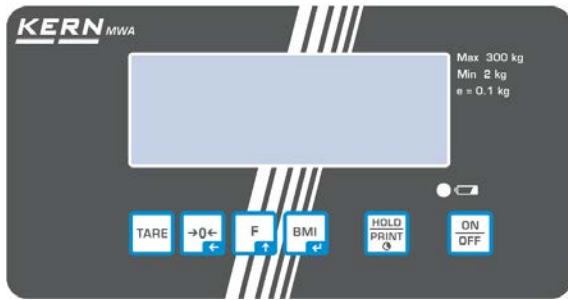 KERN MWA
Max 300 kg
Min 2 kg
e = 0.1 kg
TARE
→0←
F
BMI
HOLD
PRINT
ON
OFF